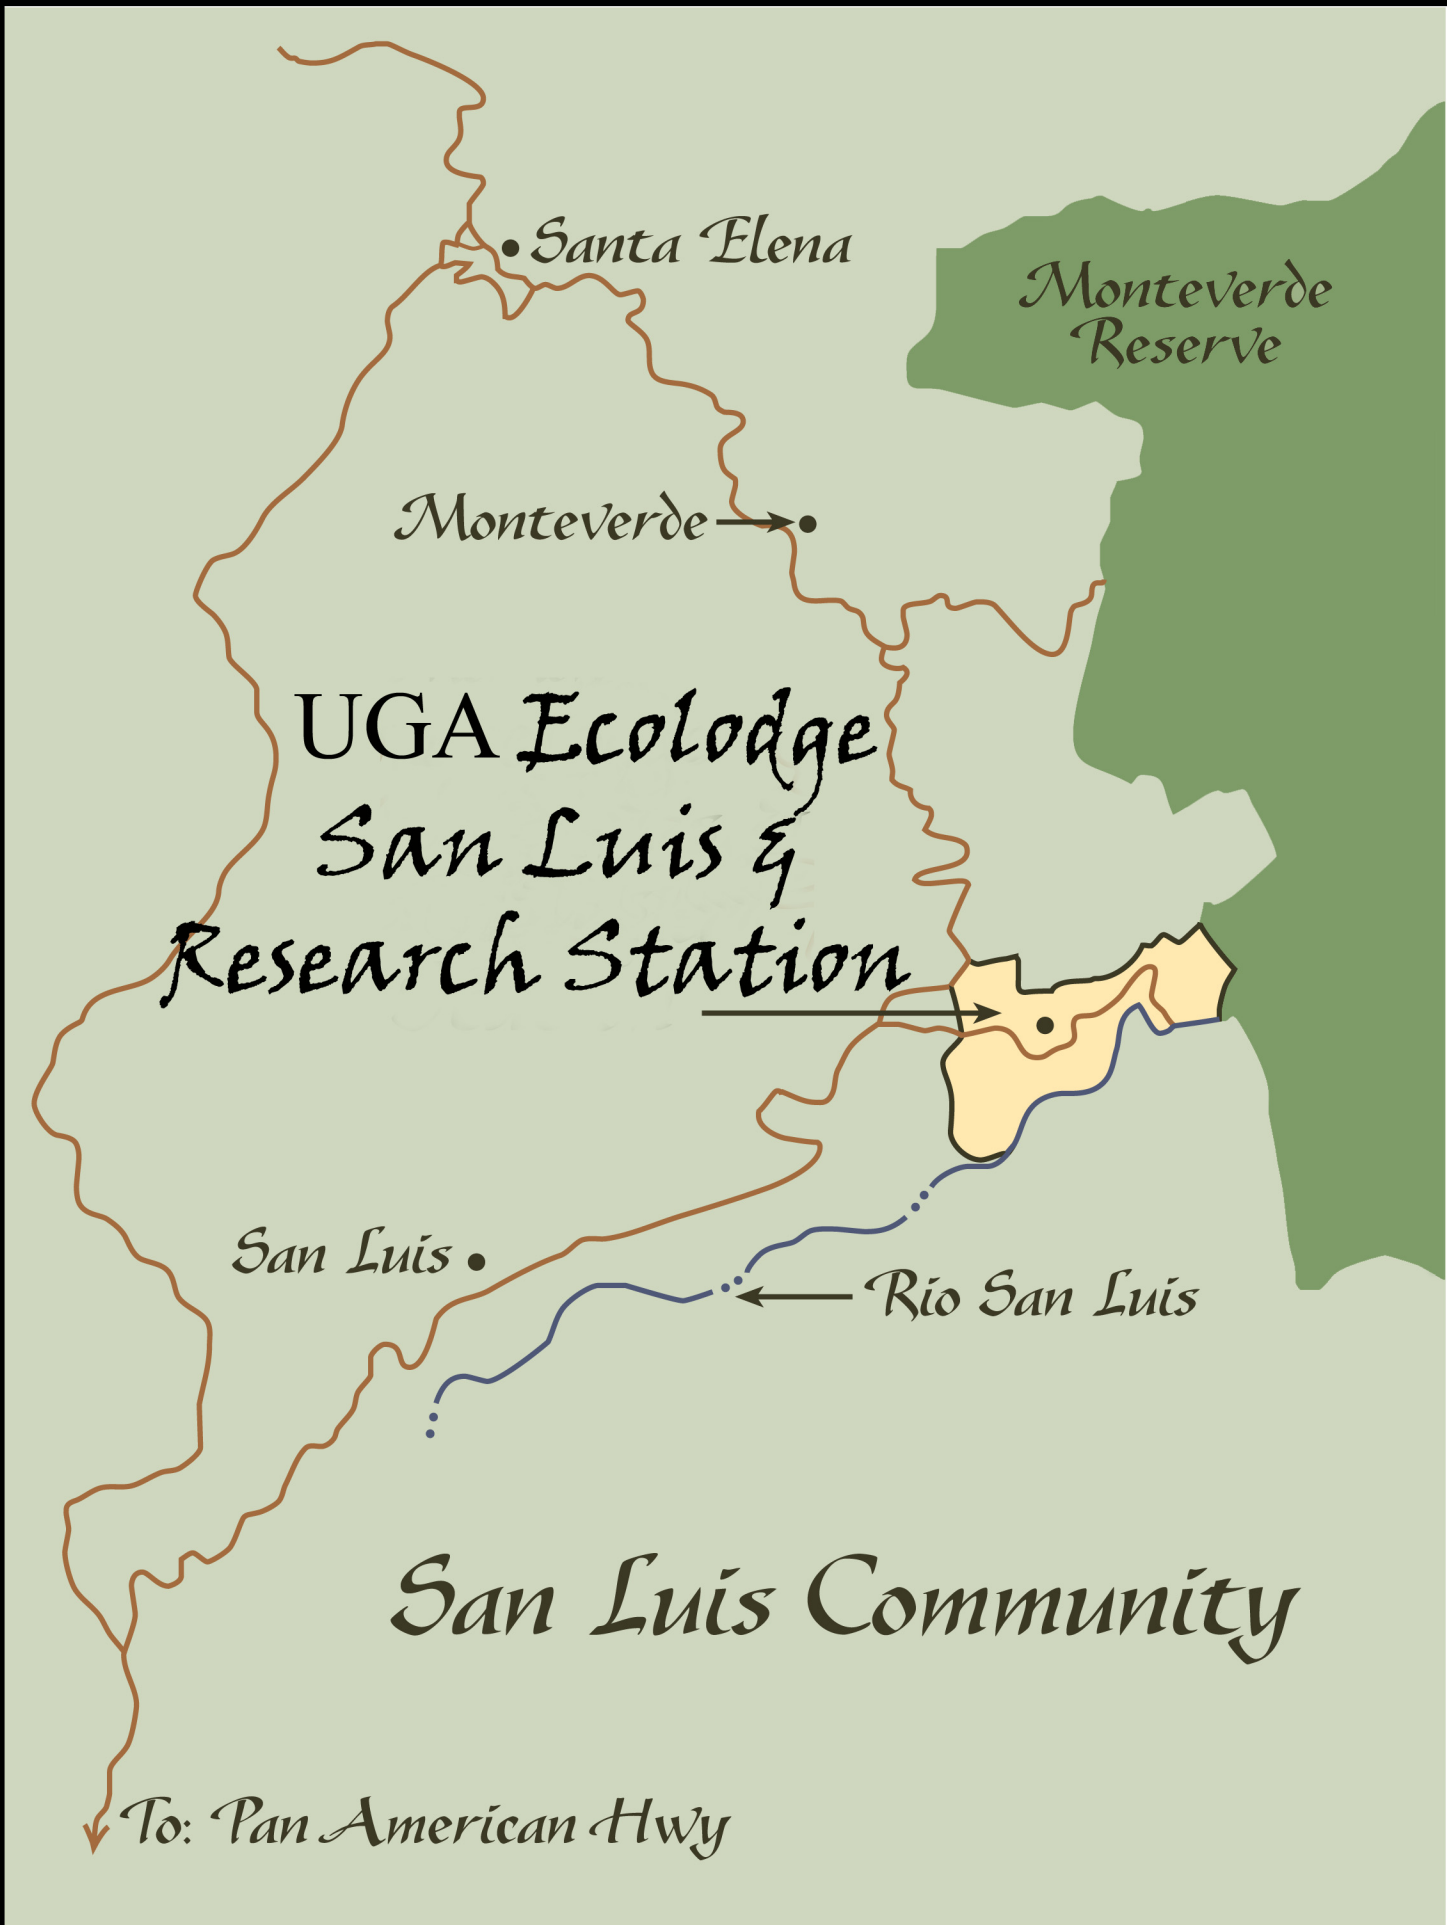 Santa Elena
Monteverde
Reserve
Monteverde
UGA Ecolodge
San Luis &
Research Station
San Luis
Rio San Luis
San Luis Community
To: Pan American Hwy